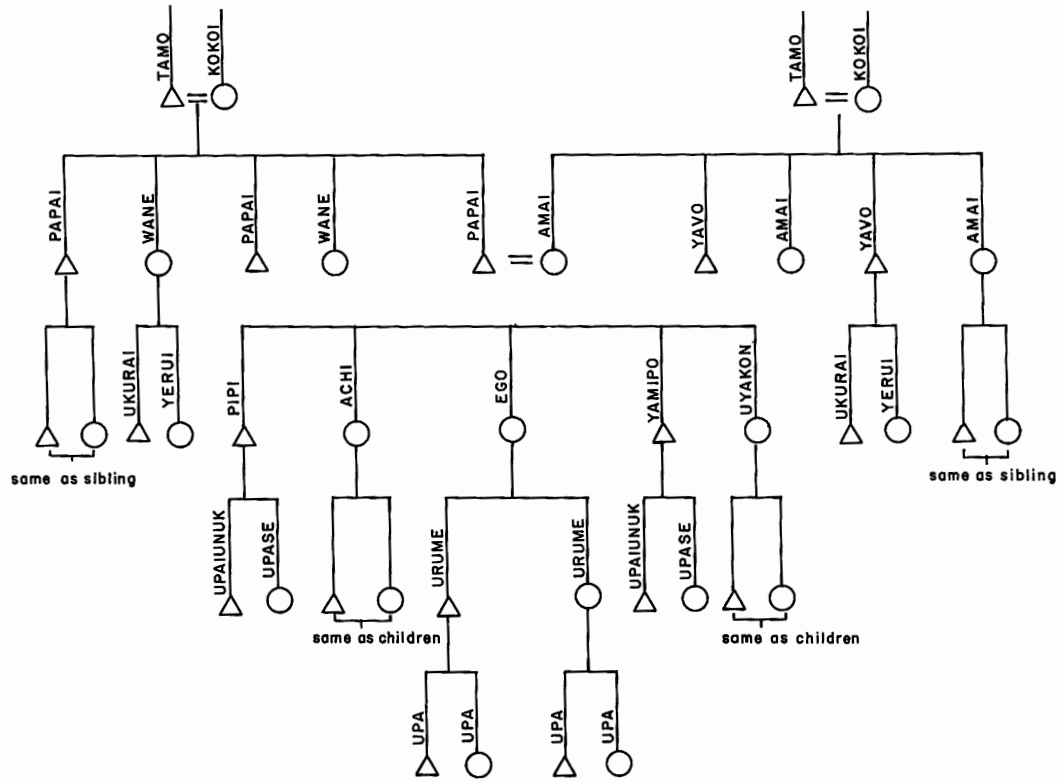 TAMO
KOKOI
TAMO
KOKOI
PAPAI
WANE
PAPAI
WANE
PAPAI
AMAI
YAVO
AMAI
YAVO
AMAI
UKURAI
YERUI
PIPI
ACHI
EGO
YAMIPO
UYAKON
UKURAI
YERUI
same as sibling
same as sibling
UPAIUNUK
UPASE
URUME
URUME
UPAIUNUK
UPASE
same as children
same as children
UPA
UPA
UPA
UPA